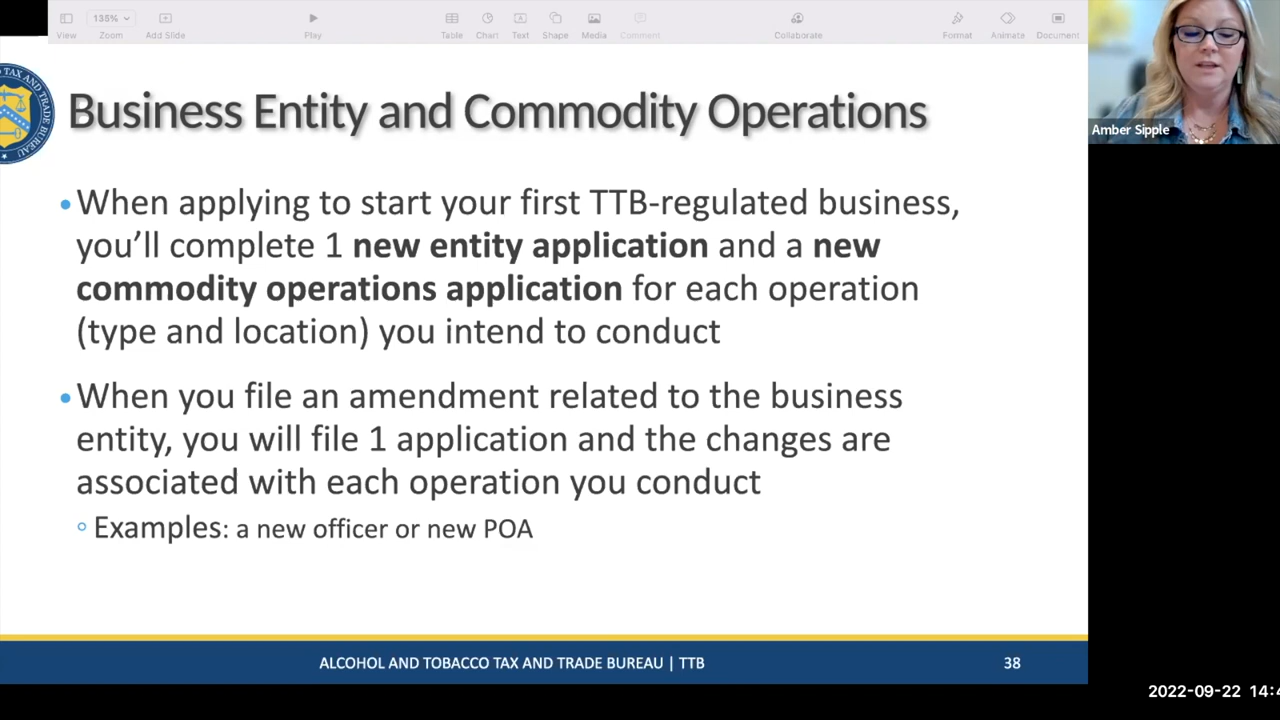 135%
View
Zoom
Add Slide
Play
Table
Chart
Text
Shape
Media
Comment
Collaborate
Format
Animate
Document
TAX AND TRADE BUREAU
Business Entity and Commodity Operations
Amber Sipple
• When applying to start your first TTB-regulated business,
you’ll complete 1 new entity application and a new
commodity operations application for each operation
(type and location) you intend to conduct
• When you file an amendment related to the business
entity, you will file 1 application and the changes are
associated with each operation you conduct
Examples: a new officer or new POA
ALCOHOL AND TOBACCO TAX AND TRADE BUREAU | TTB
38
2022-09-22 14:4